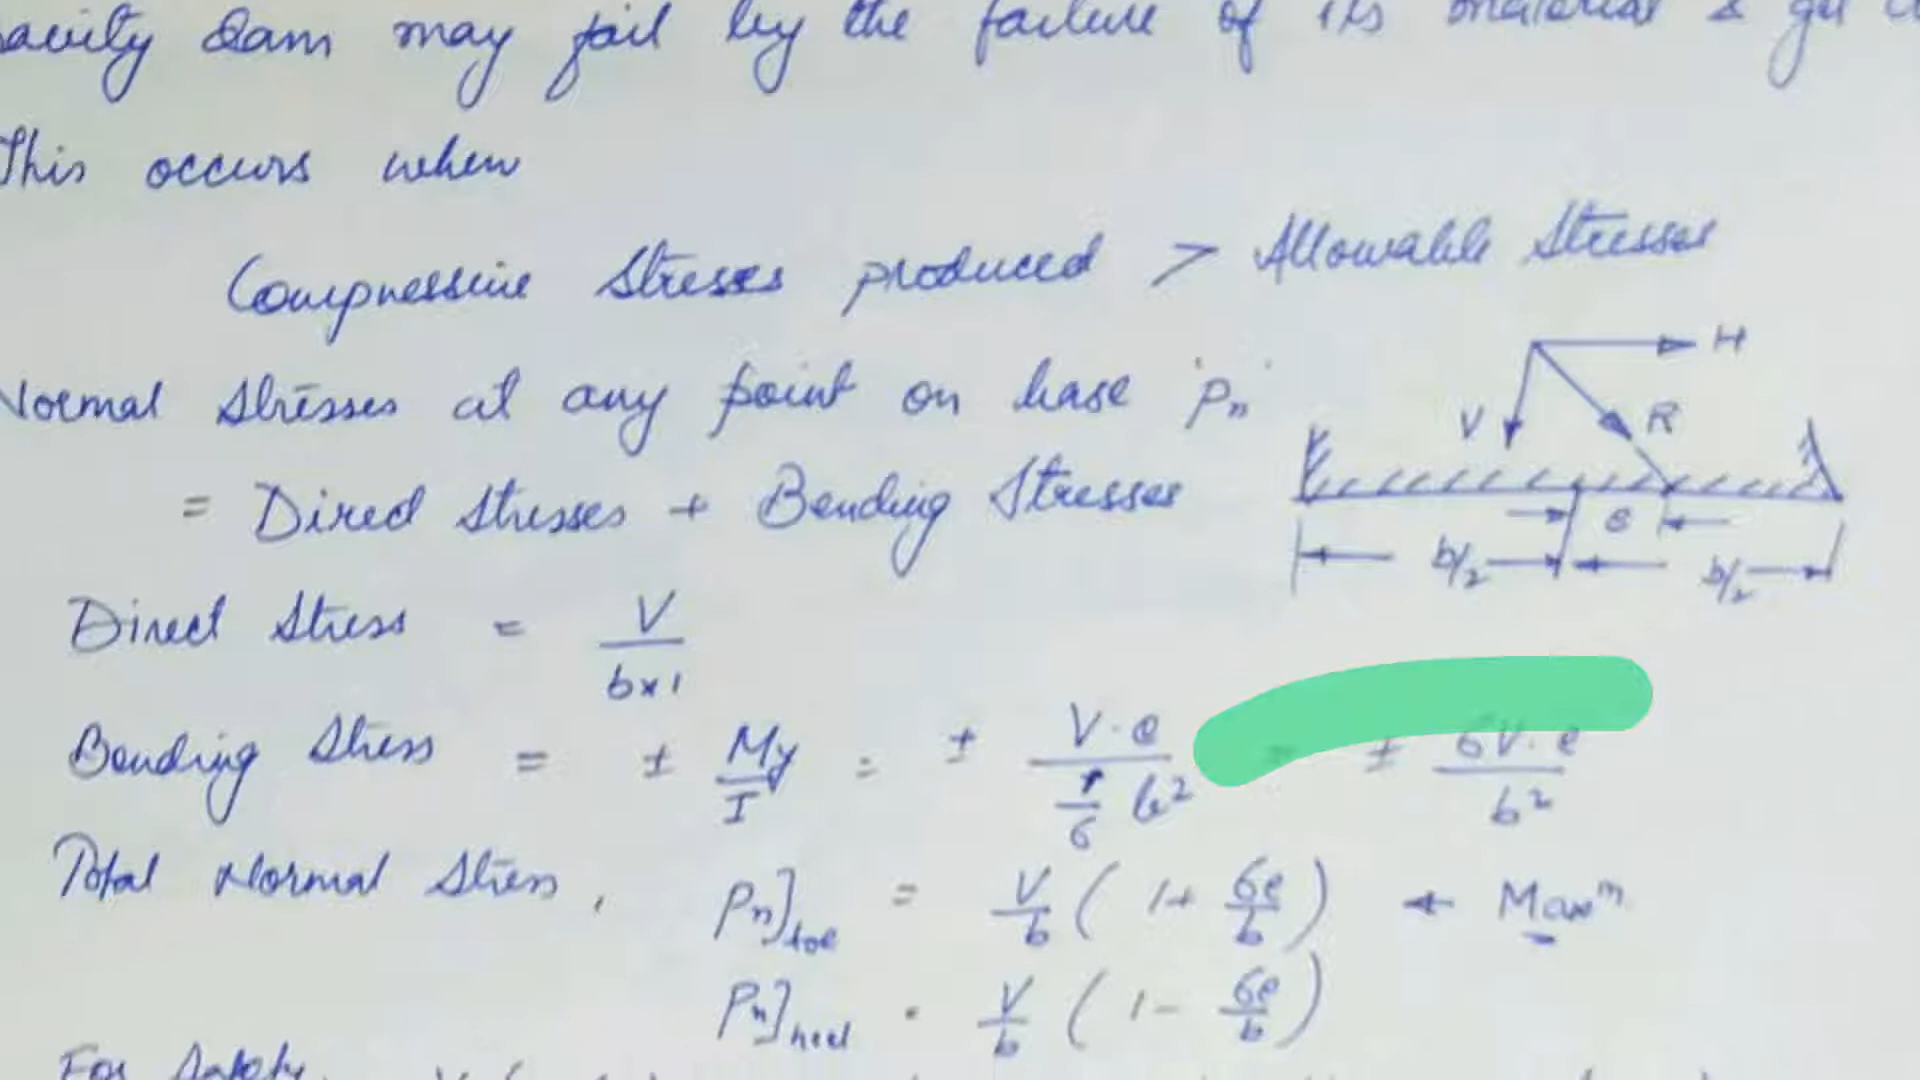 Dam may fail by the failure of its material & get
This occurs when
Compressive Stresses produced > Allowable Stresses
Normal Stresses at any point on base 'Pn'
= Direct Stresses + Bending Stresses
H
V
R
e
b/2
b/2
Direct Stress = V / b×1
Bending Stress = ± My / I = ± V·e / (1/6 b²) = ± 6V·e / b²
Total Normal Stress, Pn]toe = V/b ( 1 + 6e/b ) ← Maxm
Pn]heel = V/b ( 1 - 6e/b )
For Safety,